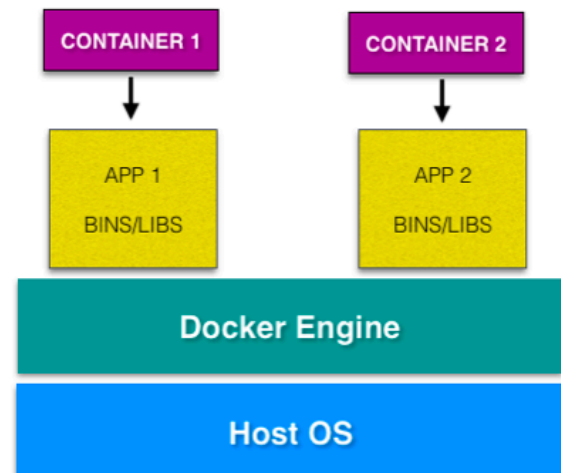 CONTAINER 1
CONTAINER 2
APP 1
BINS/LIBS
APP 2
BINS/LIBS
Docker Engine
Host OS